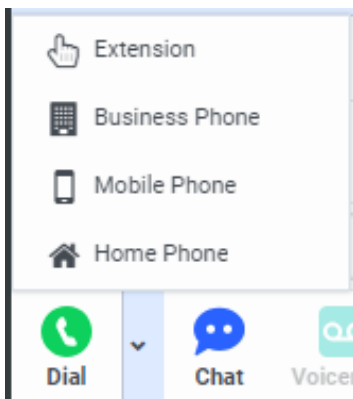 Extension
Business Phone
Mobile Phone
Home Phone
Dial
Chat